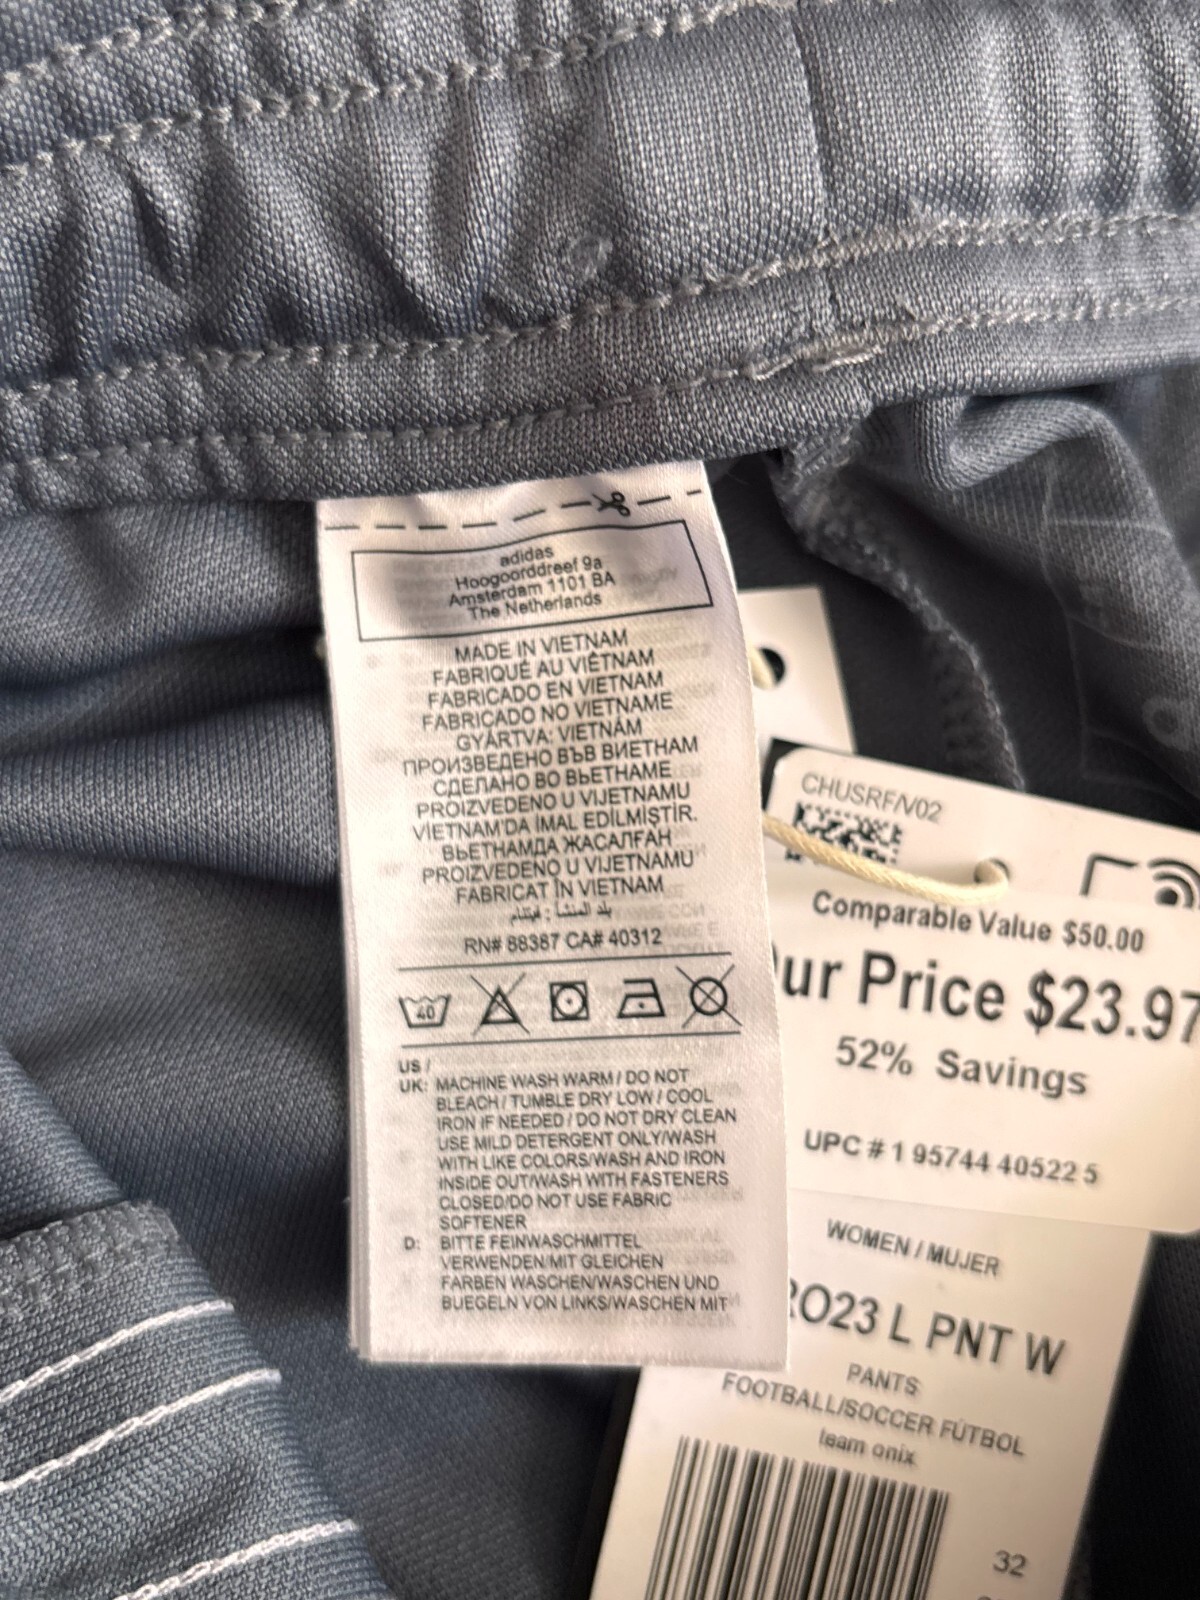 adidas
Hoogoorddreef 9a
Amsterdam 1101 BA
The Netherlands
MADE IN VIETNAM
FABRIQUÉ AU VIÊTNAM
FABRICADO EN VIETNAM
FABRICADO NO VIETNAME
GYÁRTVA: VIETNÁM
ПРОИЗВЕДЕНО ВЪВ ВИЕТНАМ
СДЕЛАНО ВО ВЬЕТНАМЕ
PROIZVEDENO U VIJETNAMU
VİETNAM'DA İMAL EDİLMİŞTİR.
ВЬЕТНАМДА ЖАСАЛҒАН
PROIZVEDENO U VIJETNAMU
FABRICAT ÎN VIETNAM
بلد المنشأ : فيتنام
RN# 88387 CA# 40312
40
US /
UK: MACHINE WASH WARM / DO NOT
BLEACH / TUMBLE DRY LOW / COOL
IRON IF NEEDED / DO NOT DRY CLEAN
USE MILD DETERGENT ONLY/WASH
WITH LIKE COLORS/WASH AND IRON
INSIDE OUT/WASH WITH FASTENERS
CLOSED/DO NOT USE FABRIC
SOFTENER
D: BITTE FEINWASCHMITTEL
VERWENDEN/MIT GLEICHEN
FARBEN WASCHEN/WASCHEN UND
BUEGELN VON LINKS/WASCHEN MIT
CHUSRF/V02
Comparable Value $50.00
ur Price $23.97
52% Savings
UPC # 1 95744 40522 5
WOMEN / MUJER
RO23 L PNT W
PANTS
FOOTBALL/SOCCER FÚTBOL
team onix
32